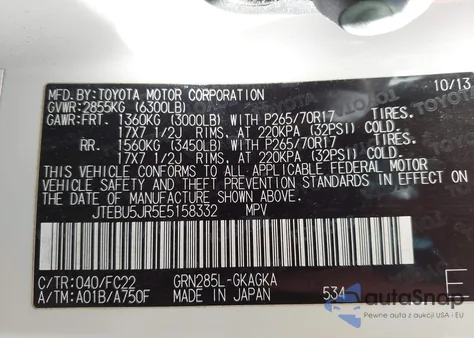 MFD.BY:TOYOTA MOTOR CORPORATION 10/13
GVWR:2855KG (6300LB)
GAWR:FRT. 1360KG (3000LB) WITH P265/70R17 TIRES.
17X7 1/2J RIMS, AT 220KPA (32PSI) COLD.
RR. 1560KG (3450LB) WITH P265/70R17 TIRES.
17X7 1/2J RIMS, AT 220KPA (32PSI) COLD.
THIS VEHICLE CONFORMS TO ALL APPLICABLE FEDERAL MOTOR
VEHICLE SAFETY AND THEFT PREVENTION STANDARDS IN EFFECT ON
THE DATE OF MANUFACTURE SHOWN ABOVE.
JTEBU5JR5E5158332 MPV
C/TR:040/FC22 GRN285L-GKAGKA
A/TM:A01B/A750F MADE IN JAPAN 534 E
autoSnap
Pewne auta z aukcji USA i EU